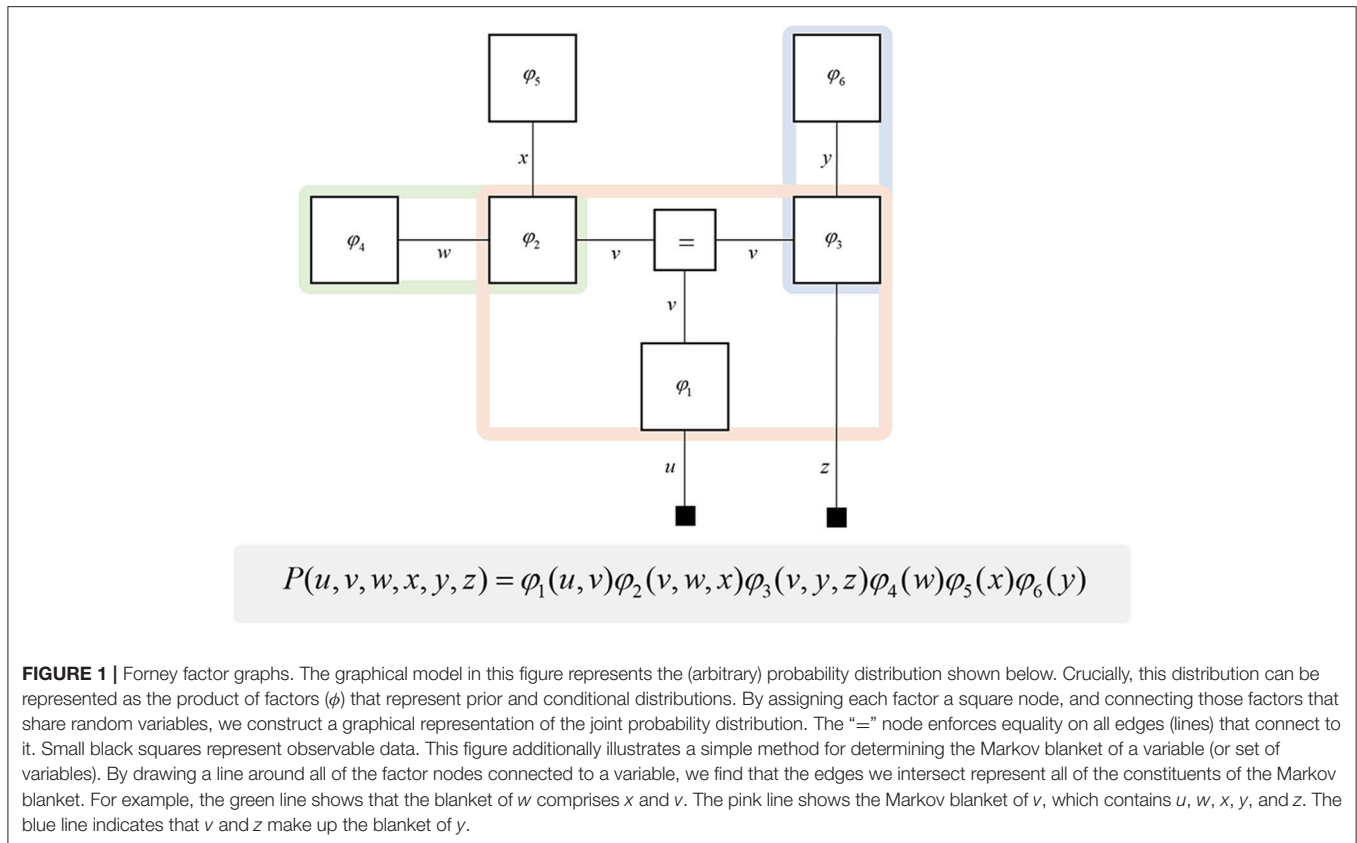 φ₅
φ₆
x
y
φ₄
w
φ₂
v
=
v
φ₃
v
φ₁
u
z
P(u, v, w, x, y, z) = φ₁(u, v)φ₂(v, w, x)φ₃(v, y, z)φ₄(w)φ₅(x)φ₆(y)
FIGURE 1 | Forney factor graphs. The graphical model in this figure represents the (arbitrary) probability distribution shown below. Crucially, this distribution can be
represented as the product of factors (ϕ) that represent prior and conditional distributions. By assigning each factor a square node, and connecting those factors that
share random variables, we construct a graphical representation of the joint probability distribution. The “=” node enforces equality on all edges (lines) that connect to
it. Small black squares represent observable data. This figure additionally illustrates a simple method for determining the Markov blanket of a variable (or set of
variables). By drawing a line around all of the factor nodes connected to a variable, we find that the edges we intersect represent all of the constituents of the Markov
blanket. For example, the green line shows that the blanket of w comprises x and v. The pink line shows the Markov blanket of v, which contains u, w, x, y, and z. The
blue line indicates that v and z make up the blanket of y.